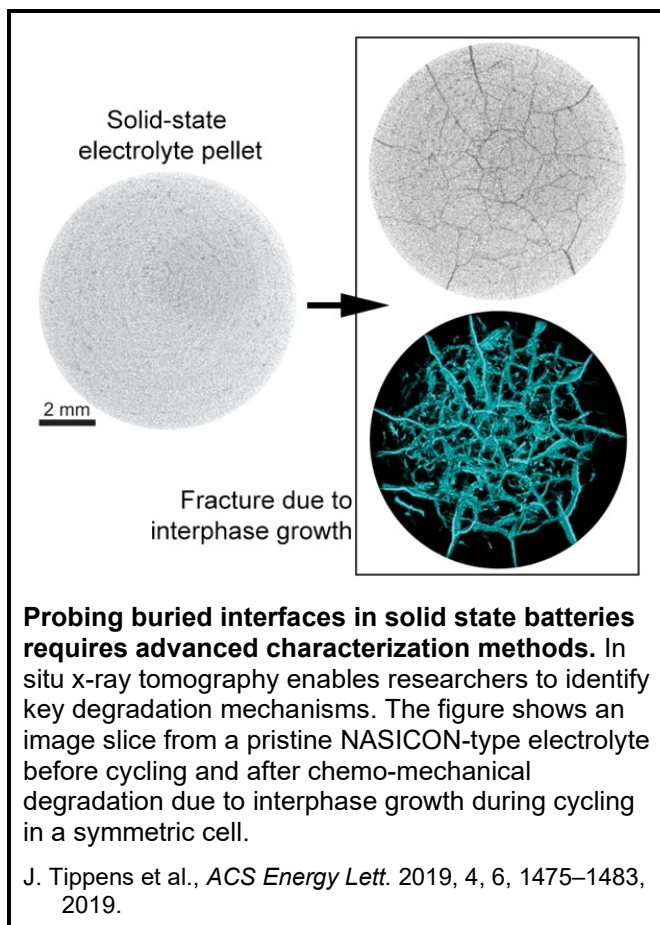 Solid-state
electrolyte pellet
2 mm
Fracture due to
interphase growth
Probing buried interfaces in solid state batteries
requires advanced characterization methods. In
situ x-ray tomography enables researchers to identify
key degradation mechanisms. The figure shows an
image slice from a pristine NASICON-type electrolyte
before cycling and after chemo-mechanical
degradation due to interphase growth during cycling
in a symmetric cell.
J. Tippens et al., ACS Energy Lett. 2019, 4, 6, 1475–1483,
2019.